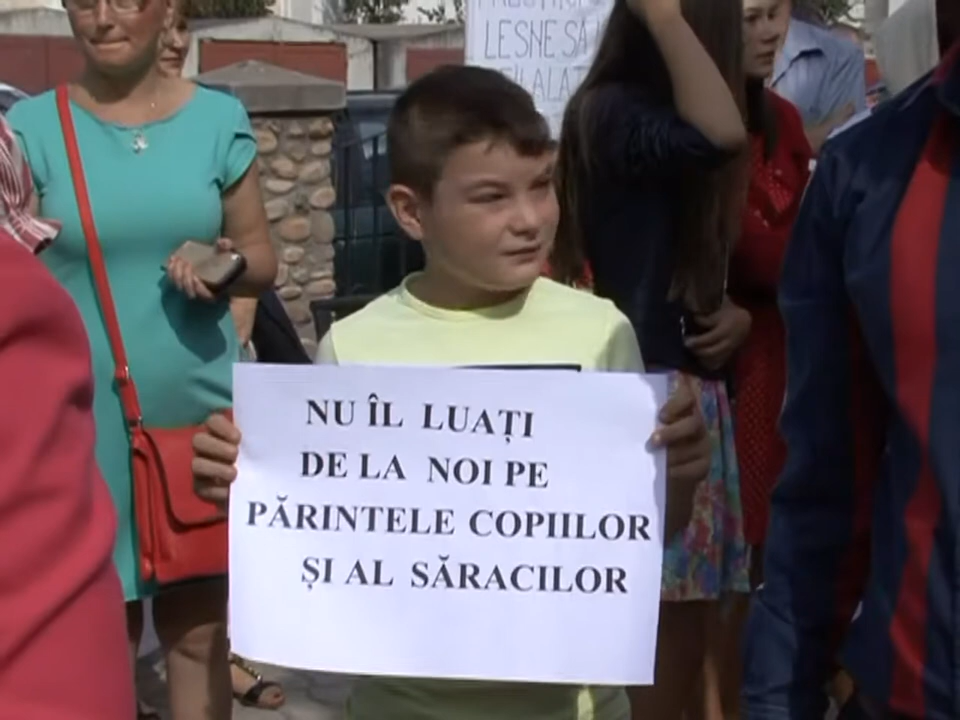 LESNE SĂ
NU ÎL LUAȚI
DE LA NOI PE
PĂRINTELE COPIILOR
ȘI AL SĂRACILOR